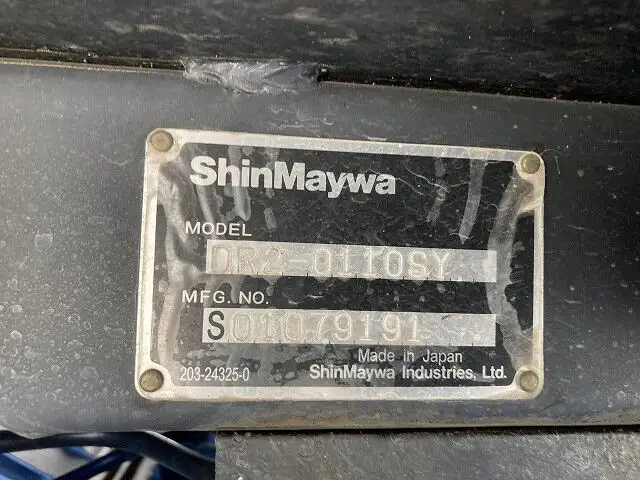 ShinMaywa
MODEL
DR2-0110SY
MFG. NO.
S01079191
Made in Japan
203-24325-0 ShinMaywa Industries, Ltd.